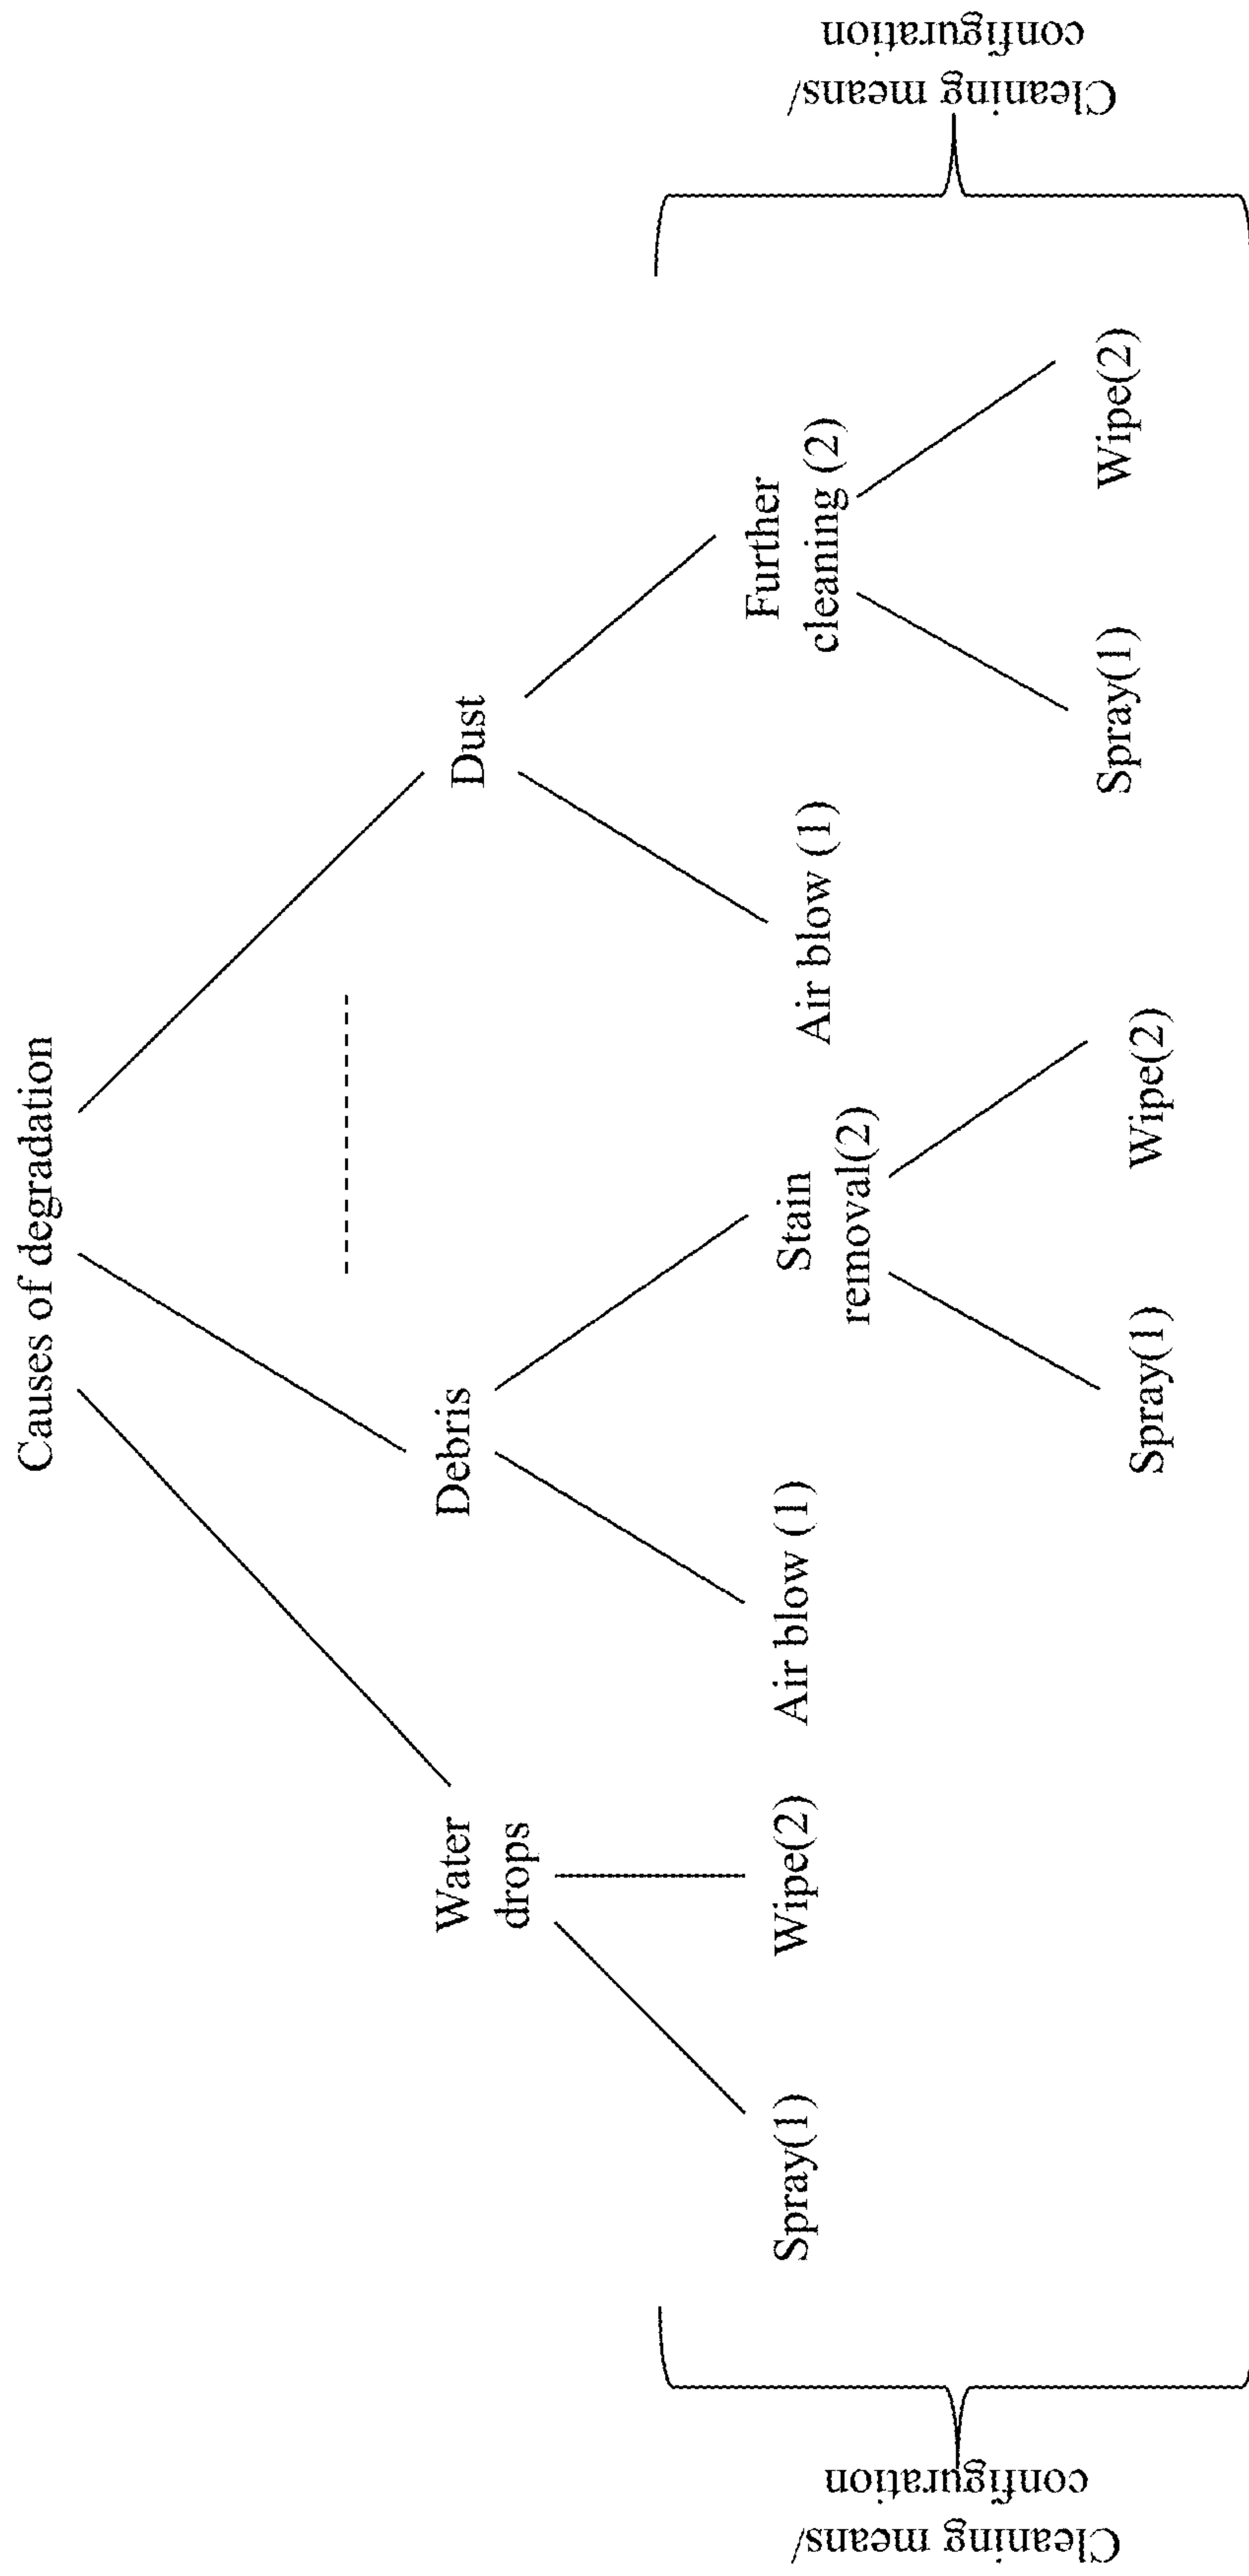 Causes of degradation
Water
drops
Debris
Dust
Spray(1)
Wipe(2)
Air blow (1)
Stain
removal(2)
Air blow (1)
Further
cleaning (2)
Spray(1)
Wipe(2)
Spray(1)
Wipe(2)
Cleaning means/
configuration
Cleaning means/
configuration